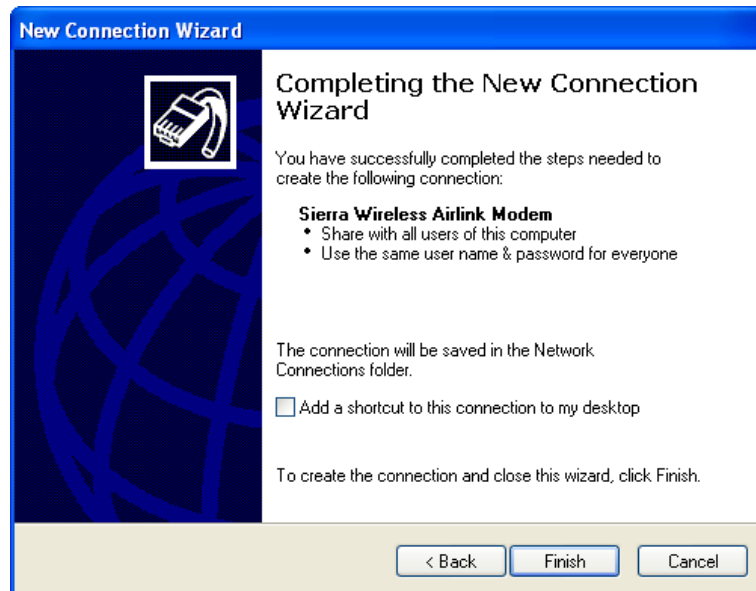 New Connection Wizard
Completing the New Connection
Wizard
You have successfully completed the steps needed to
create the following connection:
Sierra Wireless Airlink Modem
• Share with all users of this computer
• Use the same user name & password for everyone
The connection will be saved in the Network
Connections folder.
Add a shortcut to this connection to my desktop
To create the connection and close this wizard, click Finish.
< Back
Finish
Cancel